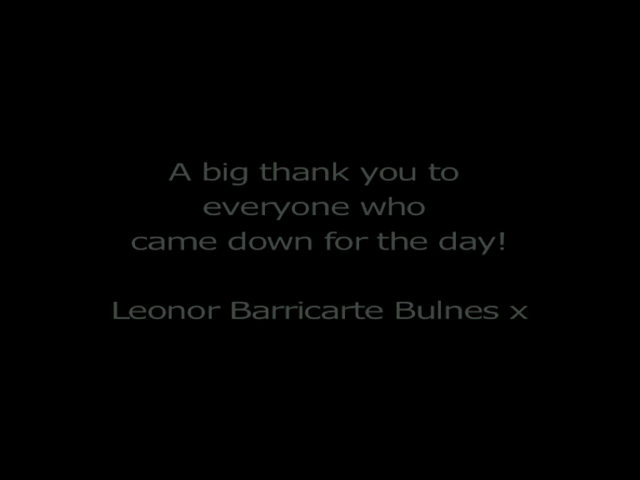 A big thank you to
everyone who
came down for the day!
Leonor Barricarte Bulnes x